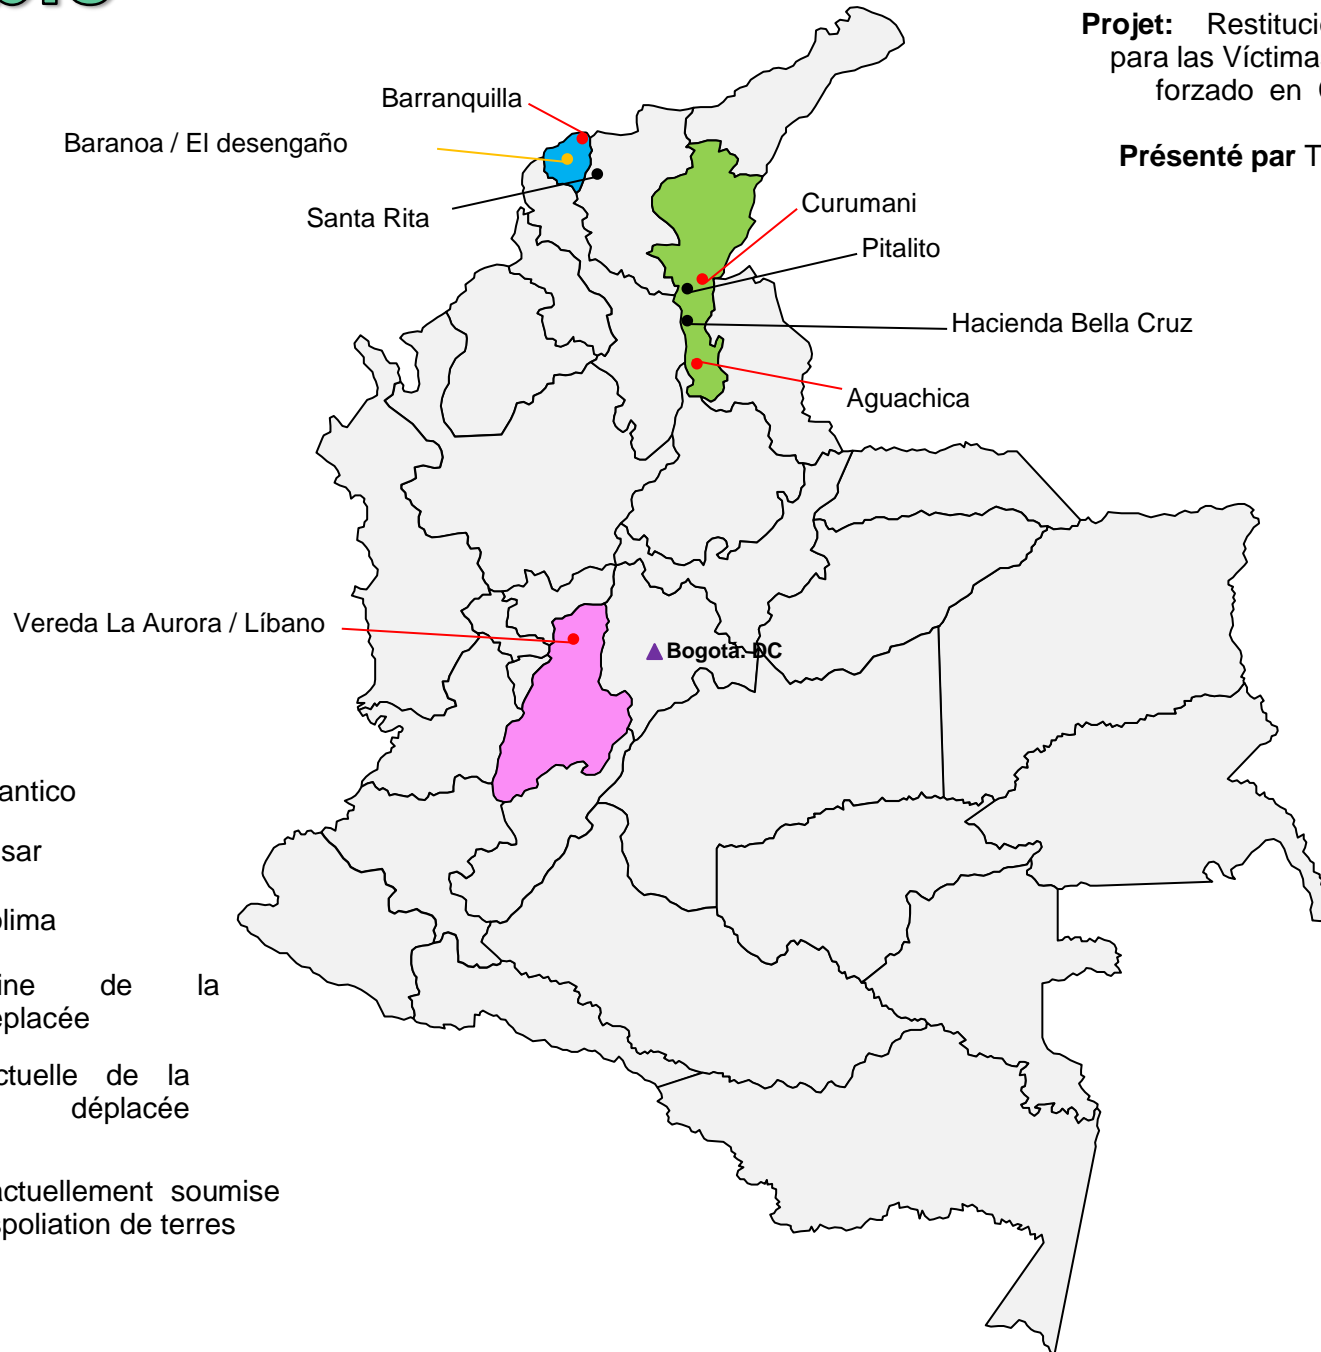 Projet: Restituci
para las Víctima
forzado en
Présenté par T
Barranquilla
Baranoa / El desengaño
Santa Rita
Curumani
Pitalito
Hacienda Bella Cruz
Aguachica
Vereda La Aurora / Líbano
Bogotá. DC
antico
sar
olima
ine de la
éplacée
ctuelle de la
déplacée
actuellement soumise
spoliation de terres